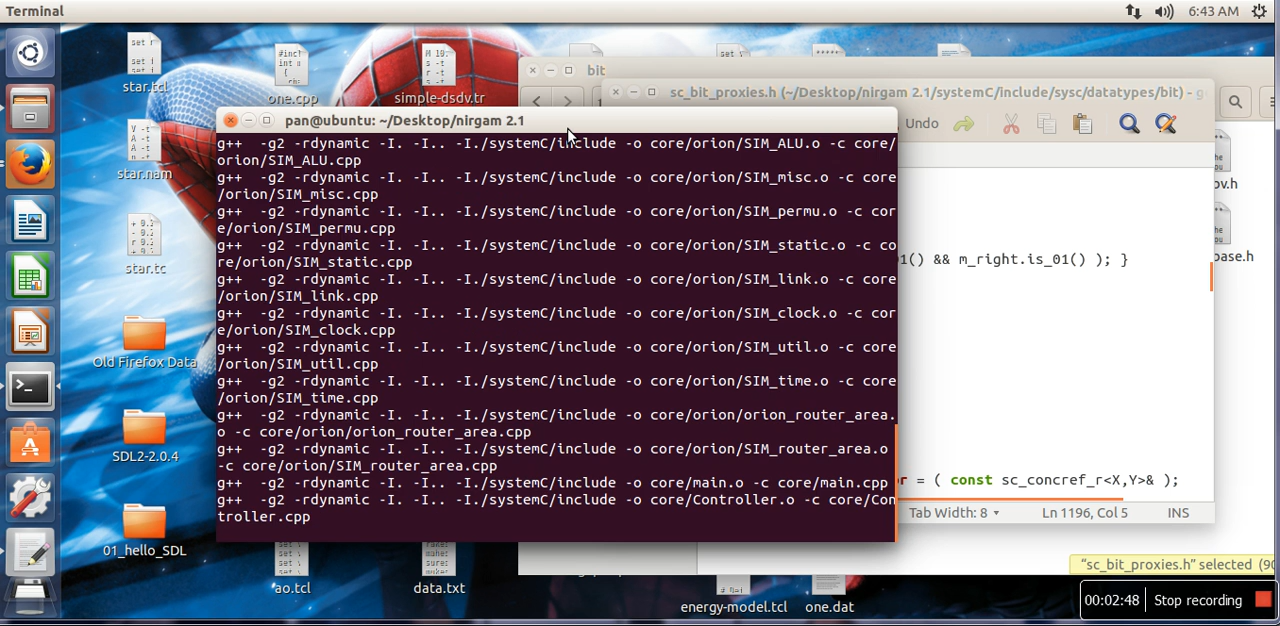 Terminal
6:43 AM
star.tcl
one.cpp
simple-dsdv.tr
bit
sc_bit_proxies.h (~/Desktop/nirgam 2.1/systemC/include/sysc/datatypes/bit) - g
Undo
pan@ubuntu: ~/Desktop/nirgam 2.1
g++  -g2 -rdynamic -I. -I.. -I./systemC/include -o core/orion/SIM_ALU.o -c core/
orion/SIM_ALU.cpp
g++  -g2 -rdynamic -I. -I.. -I./systemC/include -o core/orion/SIM_misc.o -c core
/orion/SIM_misc.cpp
g++  -g2 -rdynamic -I. -I.. -I./systemC/include -o core/orion/SIM_permu.o -c cor
e/orion/SIM_permu.cpp
g++  -g2 -rdynamic -I. -I.. -I./systemC/include -o core/orion/SIM_static.o -c co
re/orion/SIM_static.cpp
g++  -g2 -rdynamic -I. -I.. -I./systemC/include -o core/orion/SIM_link.o -c core
/orion/SIM_link.cpp
g++  -g2 -rdynamic -I. -I.. -I./systemC/include -o core/orion/SIM_clock.o -c cor
e/orion/SIM_clock.cpp
g++  -g2 -rdynamic -I. -I.. -I./systemC/include -o core/orion/SIM_util.o -c core
/orion/SIM_util.cpp
g++  -g2 -rdynamic -I. -I.. -I./systemC/include -o core/orion/SIM_time.o -c core
/orion/SIM_time.cpp
g++  -g2 -rdynamic -I. -I.. -I./systemC/include -o core/orion/orion_router_area.
o -c core/orion/orion_router_area.cpp
g++  -g2 -rdynamic -I. -I.. -I./systemC/include -o core/orion/SIM_router_area.o
-c core/orion/SIM_router_area.cpp
g++  -g2 -rdynamic -I. -I.. -I./systemC/include -o core/main.o -c core/main.cpp
g++  -g2 -rdynamic -I. -I.. -I./systemC/include -o core/Controller.o -c core/Con
troller.cpp
star.nam
star.tc
Old Firefox Data
SDL2-2.0.4
01_hello_SDL
ov.h
base.h
1() && m_right.is_01() ); }
r = ( const sc_concref_r<X,Y>& );
Tab Width: 8
Ln 1196, Col 5
INS
"sc_bit_proxies.h" selected (90
ao.tcl
data.txt
energy-model.tcl
one.dat
00:02:48
Stop recording